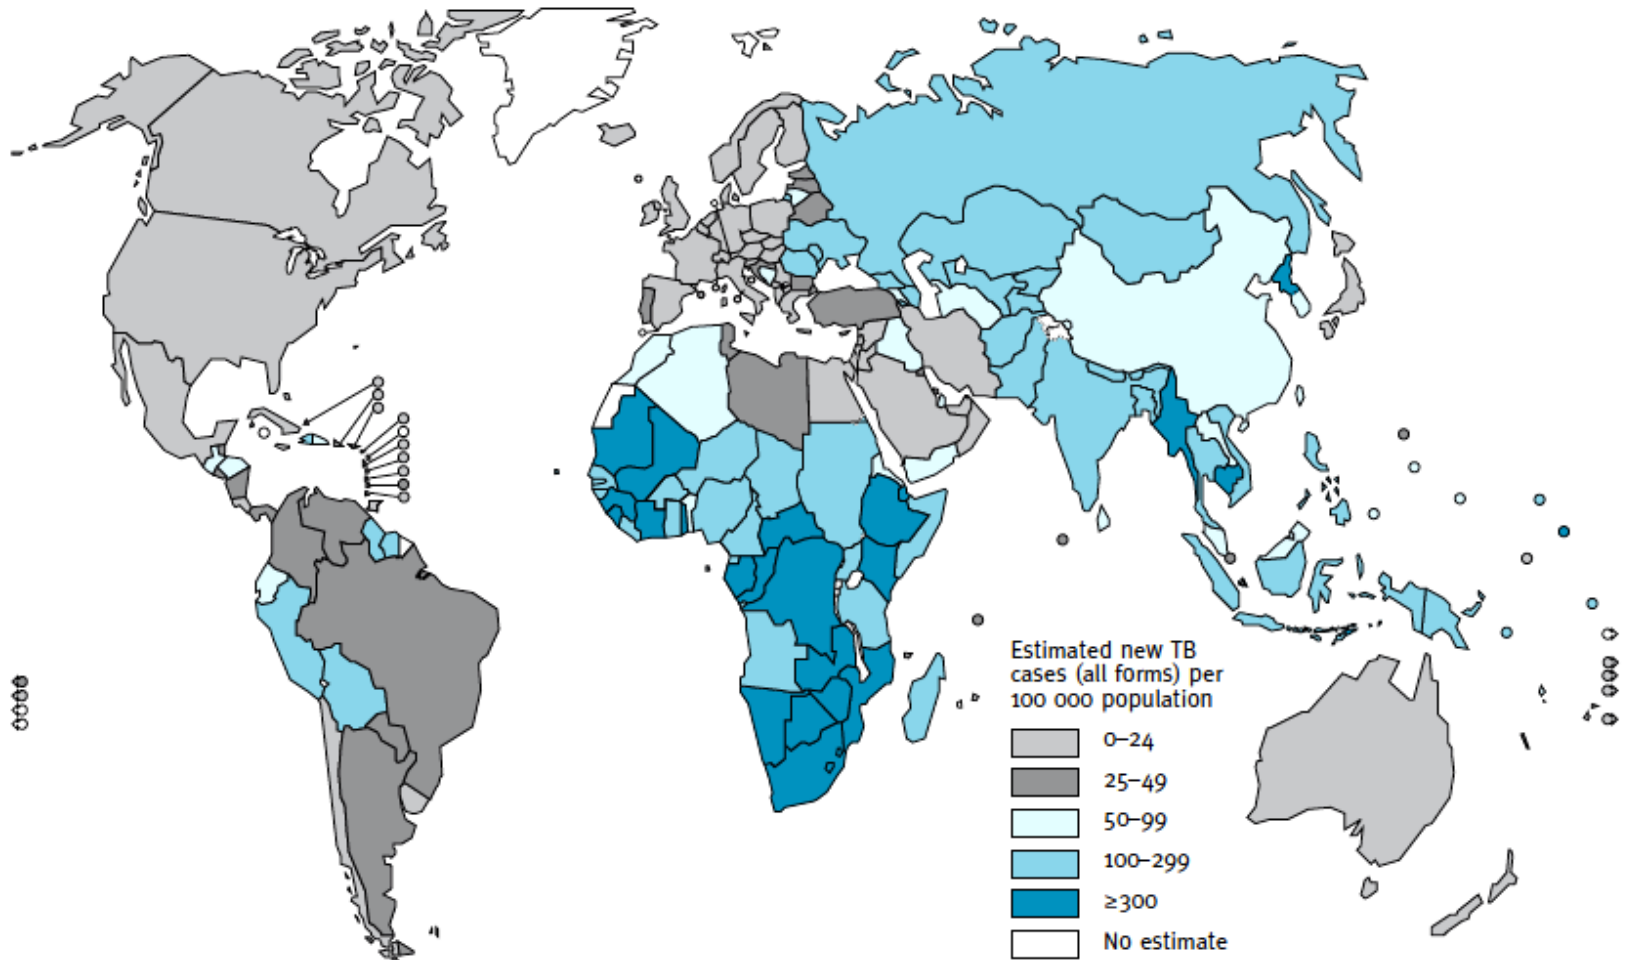 Estimated new TB
cases (all forms) per
100 000 population
0–24
25–49
50–99
100–299
≥300
No estimate